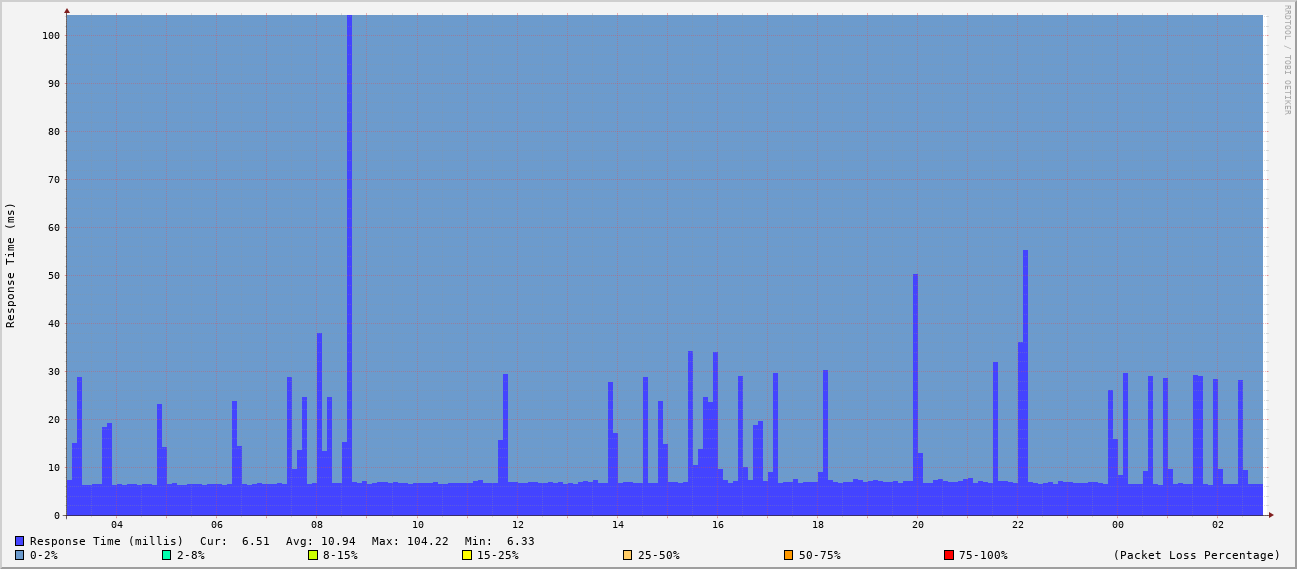 RRDTOOL / TOBI OETIKER
Response Time (ms)
100
90
80
70
60
50
40
30
20
10
0
04 06 08 10 12 14 16 18 20 22 00 02
Response Time (millis) Cur: 6.51 Avg: 10.94 Max: 104.22 Min: 6.33
0-2% 2-8% 8-15% 15-25% 25-50% 50-75% 75-100% (Packet Loss Percentage)